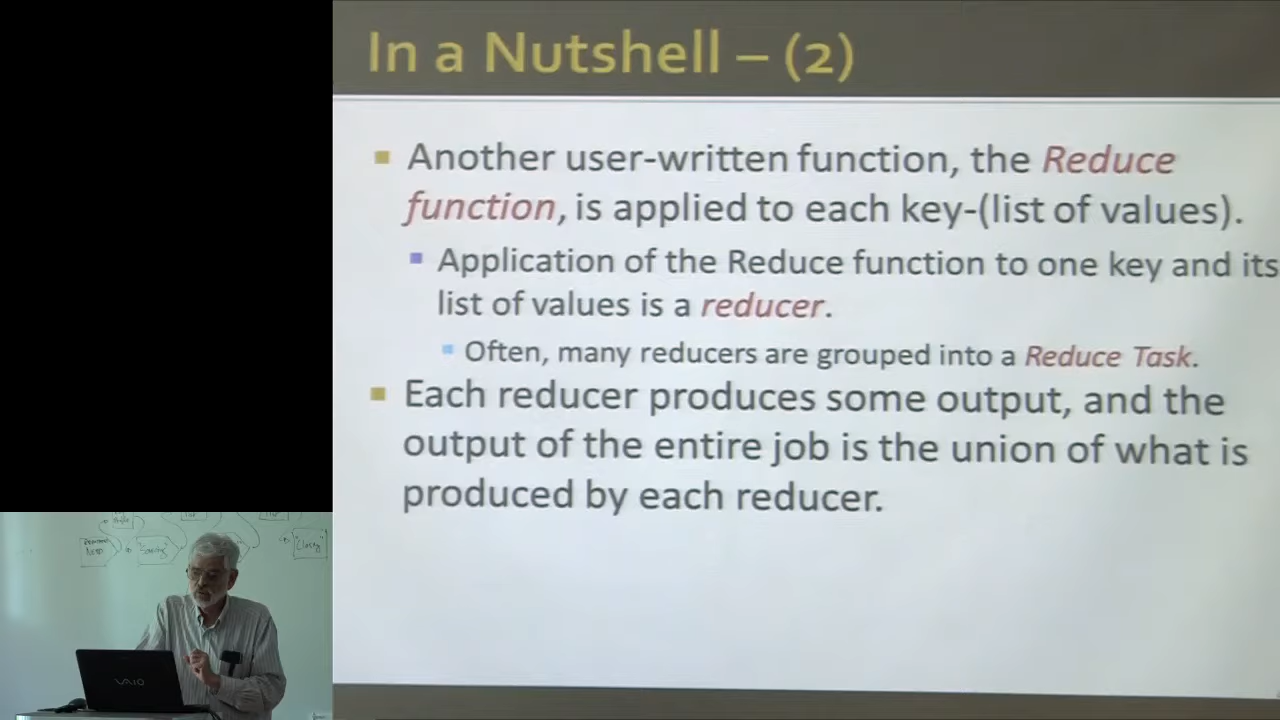 In a Nutshell – (2)
Another user-written function, the Reduce
function, is applied to each key-(list of values).
Application of the Reduce function to one key and its
list of values is a reducer.
Often, many reducers are grouped into a Reduce Task.
Each reducer produces some output, and the
output of the entire job is the union of what is
produced by each reducer.
"Closing"
VAIO